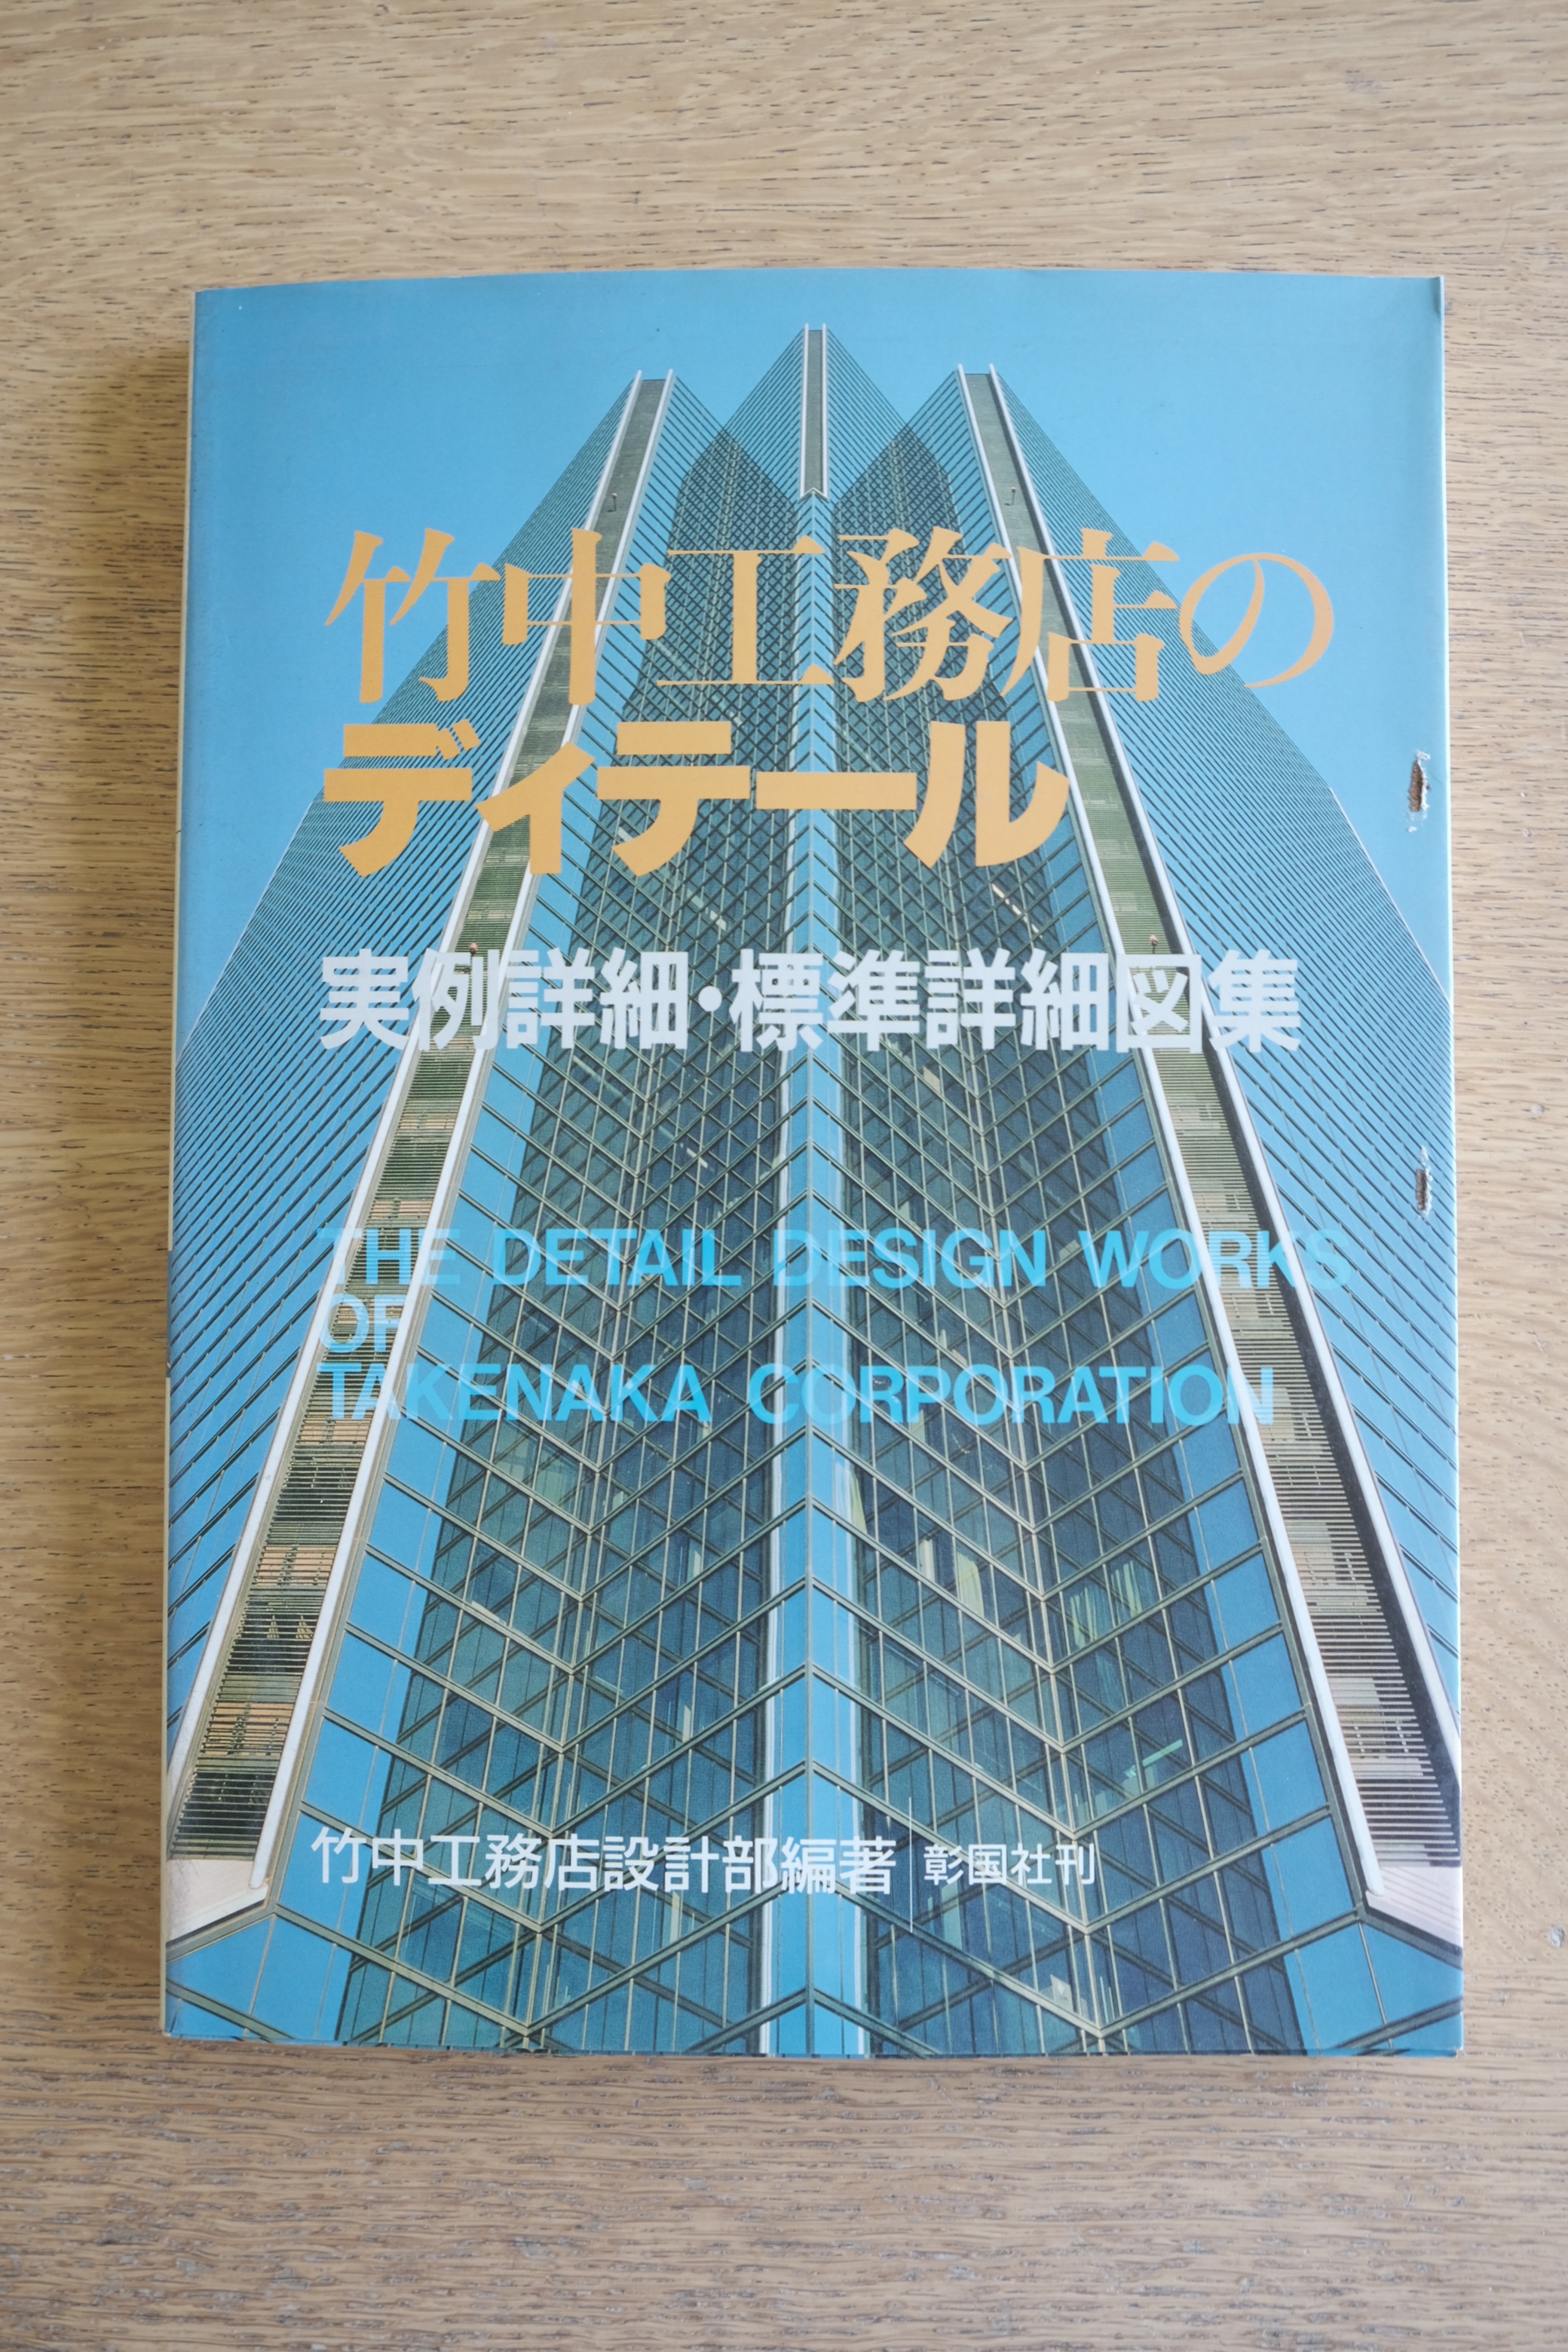 竹中工務店の
ディテール
実例詳細・標準詳細図集
THE DETAIL DESIGN WORKS
OF
TAKENAKA CORPORATION
竹中工務店設計部編著|彰国社刊